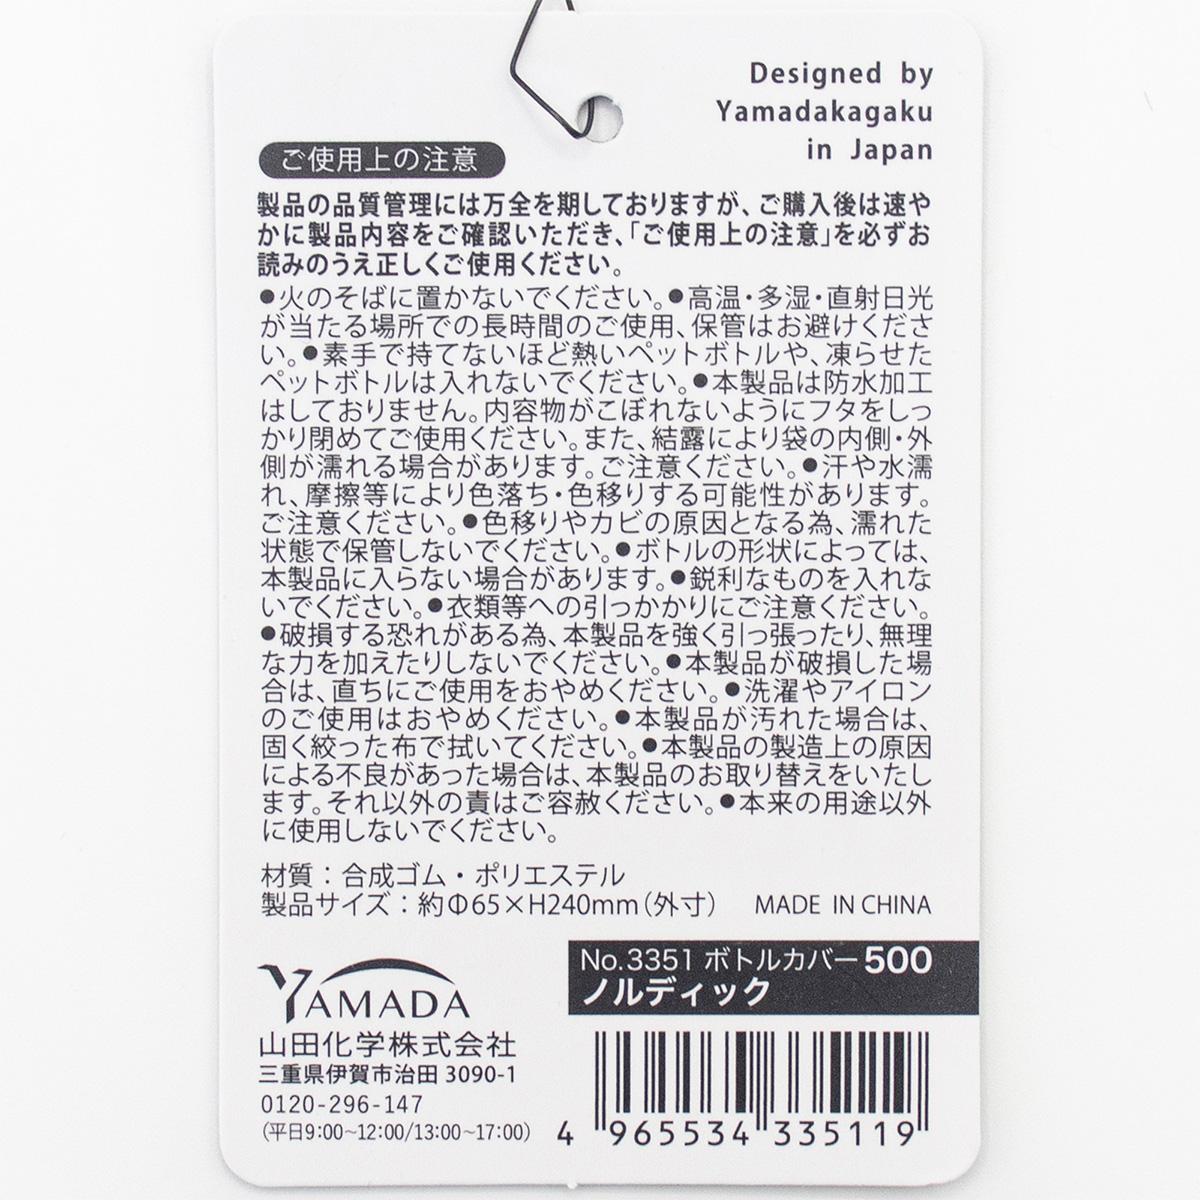 Designed by
Yamadakagaku
in Japan
ご使用上の注意
製品の品質管理には万全を期しておりますが、ご購入後は速や
かに製品内容をご確認いただき、「ご使用上の注意」を必ずお
読みのうえ正しくご使用ください。
●火のそばに置かないでください。●高温・多湿・直射日光
が当たる場所での長時間のご使用、保管はお避けくださ
い。●素手で持てないほど熱いペットボトルや、凍らせた
ペットボトルは入れないでください。●本製品は防水加工
はしておりません。内容物がこぼれないようにフタをしっ
かり閉めてご使用ください。また、結露により袋の内側・外
側が濡れる場合があります。ご注意ください。●汗や水濡
れ、摩擦等により色落ち・色移りする可能性があります。
ご注意ください。●色移りやカビの原因となる為、濡れた
状態で保管しないでください。●ボトルの形状によっては、
本製品に入らない場合があります。●鋭利なものを入れな
いでください。●衣類等への引っかかりにご注意ください。
●破損する恐れがある為、本製品を強く引っ張ったり、無理
な力を加えたりしないでください。●本製品が破損した場
合は、直ちにご使用をおやめください。●洗濯やアイロン
のご使用はおやめください。●本製品が汚れた場合は、
固く絞った布で拭いてください。●本製品の製造上の原因
による不良があった場合は、本製品のお取り替えをいたし
ます。それ以外の責はご容赦ください。●本来の用途以外
に使用しないでください。
材質：合成ゴム・ポリエステル
製品サイズ：約Φ65×H240mm（外寸） MADE IN CHINA
No.3351 ボトルカバー500
ノルディック
YAMADA
山田化学株式会社
三重県伊賀市治田 3090-1
0120-296-147
（平日9:00~12:00/13:00~17:00）
4 965534 335119